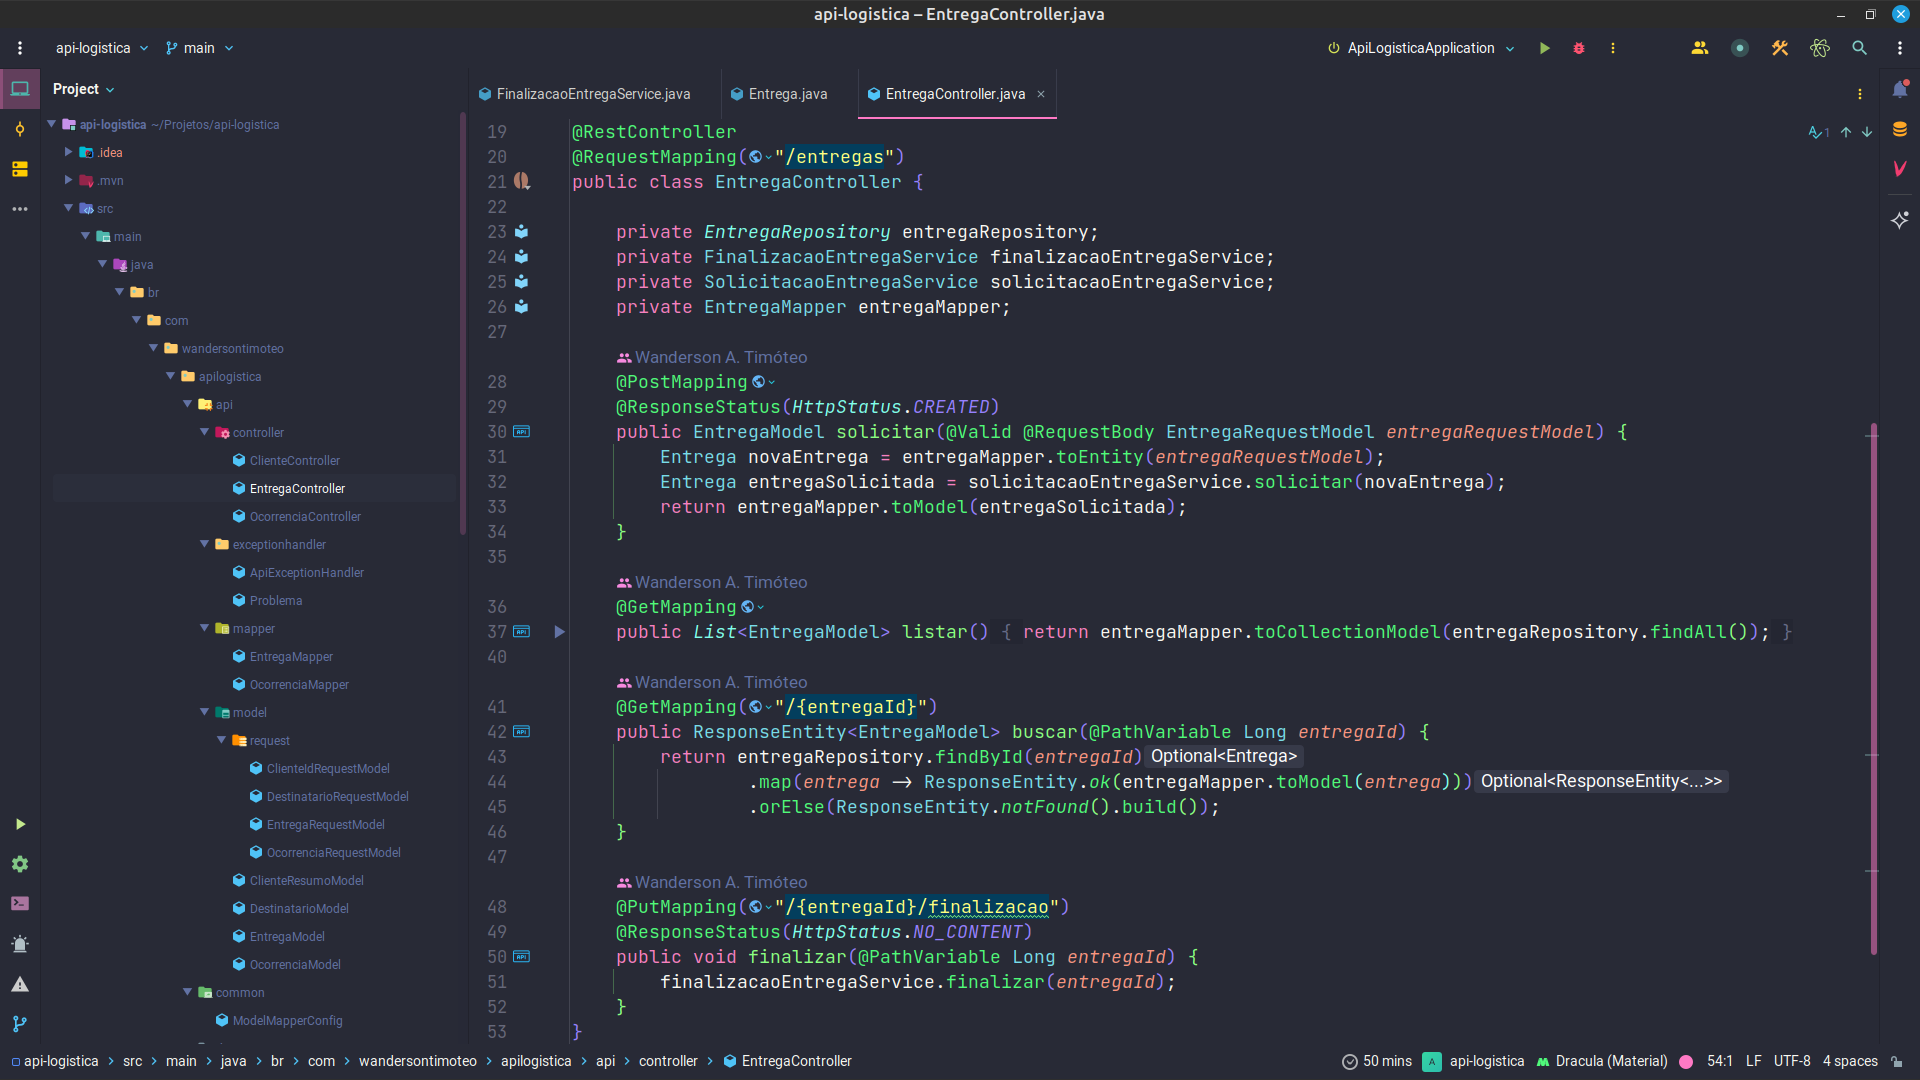 api-logistica – EntregaController.java
api-logistica main ApiLogisticaApplication
Project
api-logistica ~/Projetos/api-logistica
.idea
.mvn
src
main
java
br
com
wandersontimoteo
apilogistica
api
controller
ClienteController
EntregaController
OcorrenciaController
exceptionhandler
ApiExceptionHandler
Problema
mapper
EntregaMapper
OcorrenciaMapper
model
request
ClienteIdRequestModel
DestinatarioRequestModel
EntregaRequestModel
OcorrenciaRequestModel
ClienteResumoModel
DestinatarioModel
EntregaModel
OcorrenciaModel
common
ModelMapperConfig
FinalizacaoEntregaService.java Entrega.java EntregaController.java
1
19 @RestController
20 @RequestMapping("/entregas")
21 public class EntregaController {
22
23 private EntregaRepository entregaRepository;
24 private FinalizacaoEntregaService finalizacaoEntregaService;
25 private SolicitacaoEntregaService solicitacaoEntregaService;
26 private EntregaMapper entregaMapper;
27
Wanderson A. Timóteo
28 @PostMapping
29 @ResponseStatus(HttpStatus.CREATED)
30 public EntregaModel solicitar(@Valid @RequestBody EntregaRequestModel entregaRequestModel) {
31 Entrega novaEntrega = entregaMapper.toEntity(entregaRequestModel);
32 Entrega entregaSolicitada = solicitacaoEntregaService.solicitar(novaEntrega);
33 return entregaMapper.toModel(entregaSolicitada);
34 }
35
Wanderson A. Timóteo
36 @GetMapping
37 public List<EntregaModel> listar() { return entregaMapper.toCollectionModel(entregaRepository.findAll()); }
40
Wanderson A. Timóteo
41 @GetMapping("/{entregaId}")
42 public ResponseEntity<EntregaModel> buscar(@PathVariable Long entregaId) {
43 return entregaRepository.findById(entregaId) Optional<Entrega>
44 .map(entrega -> ResponseEntity.ok(entregaMapper.toModel(entrega))) Optional<ResponseEntity<...>>
45 .orElse(ResponseEntity.notFound().build());
46 }
47
Wanderson A. Timóteo
48 @PutMapping("/{entregaId}/finalizacao")
49 @ResponseStatus(HttpStatus.NO_CONTENT)
50 public void finalizar(@PathVariable Long entregaId) {
51 finalizacaoEntregaService.finalizar(entregaId);
52 }
53 }
api-logistica > src > main > java > br > com > wandersontimoteo > apilogistica > api > controller > EntregaController 50 mins A api-logistica Dracula (Material) 54:1 LF UTF-8 4 spaces